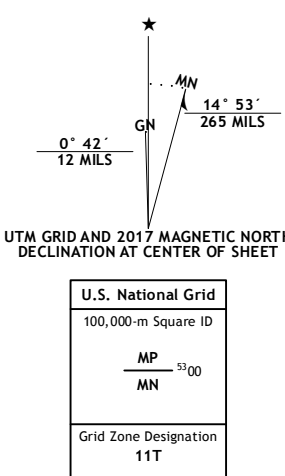 ★
MN
GN
14° 53´
265 MILS
0° 42´
12 MILS
UTM GRID AND 2017 MAGNETIC NORTH
DECLINATION AT CENTER OF SHEET
U.S. National Grid
100,000-m Square ID
MP
5300
MN
Grid Zone Designation
11T